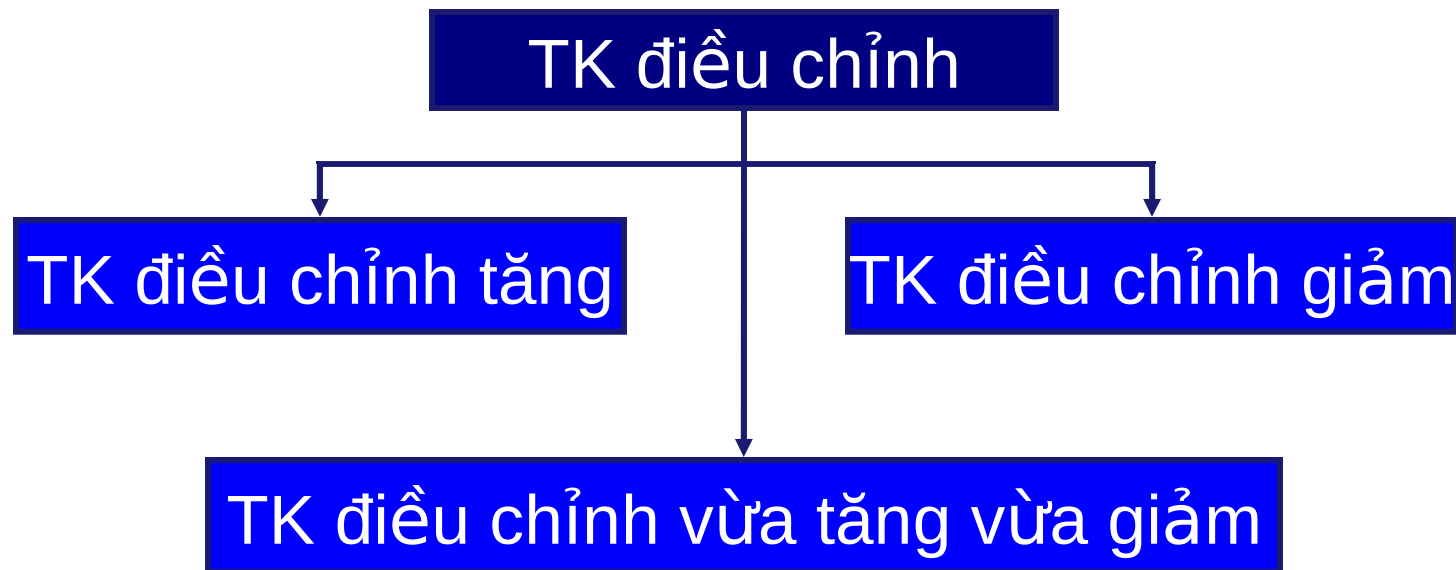 TK điều chỉnh
TK điều chỉnh tăng
TK điều chỉnh giảm
TK điều chỉnh vừa tăng vừa giảm